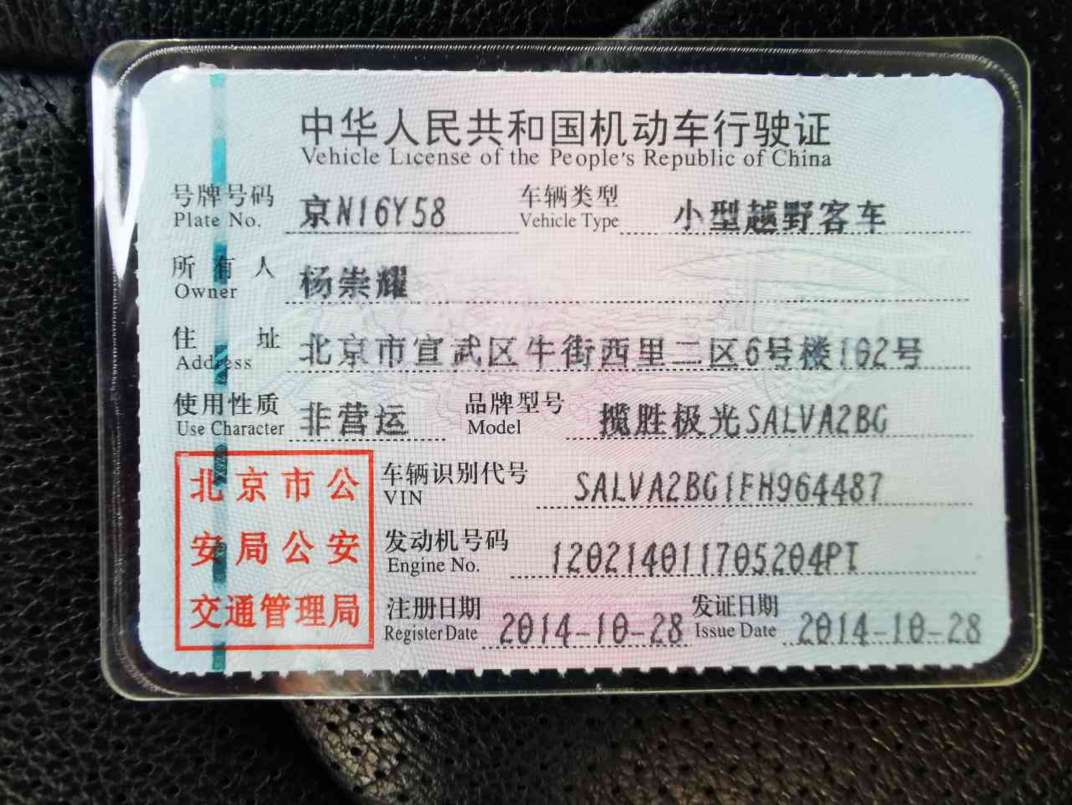 中华人民共和国机动车行驶证
Vehicle License of the People's Republic of China
号牌号码 京N16Y58 车辆类型 小型越野客车
Plate No. Vehicle Type
所有人 杨崇耀
Owner
住址 北京市宣武区牛街西里二区6号楼102号
Address
使用性质 非营运 品牌型号 揽胜极光SALVA2BG
Use Character Model
北京市公
安局公安
交通管理局
车辆识别代号 SALVA2BG1FH964487
VIN
发动机号码 120214011705204PT
Engine No.
注册日期 2014-10-28 发证日期 2014-10-28
Register Date Issue Date